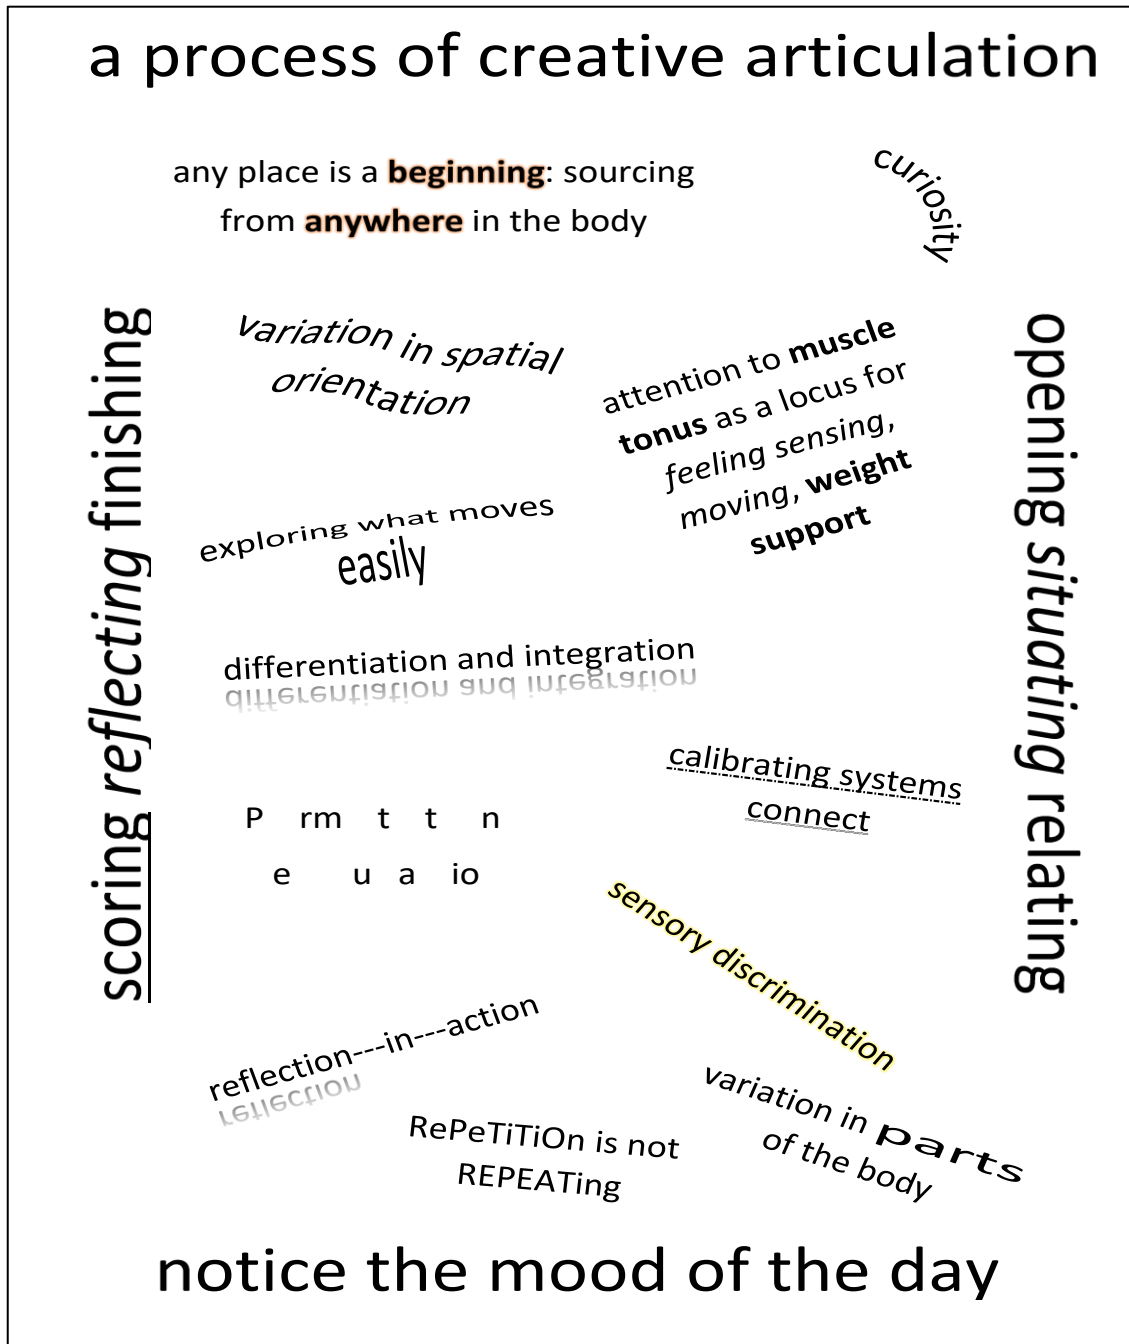 a process of creative articulation
any place is a beginning: sourcing
from anywhere in the body
curiosity
variation in spatial
orientation
attention to muscle
tonus as a locus for
feeling sensing,
moving, weight
support
scoring reflecting finishing
opening situating relating
exploring what moves
easily
differentiation and integration
differentiation and integration
calibrating systems
connect
P rm t t n
e u a io
sensory discrimination
reflection---in---action
reflection
variation in parts
of the body
RePeTiTiOn is not
REPEATing
notice the mood of the day